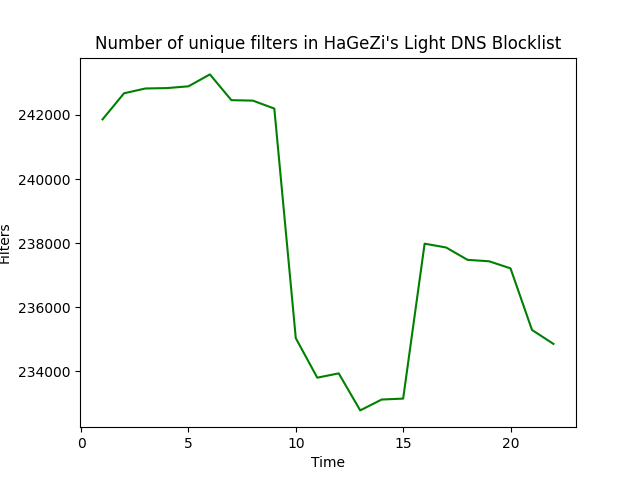 Number of unique filters in HaGeZi's Light DNS Blocklist
242000
240000
238000
236000
234000
Filters
0 5 10 15 20
Time